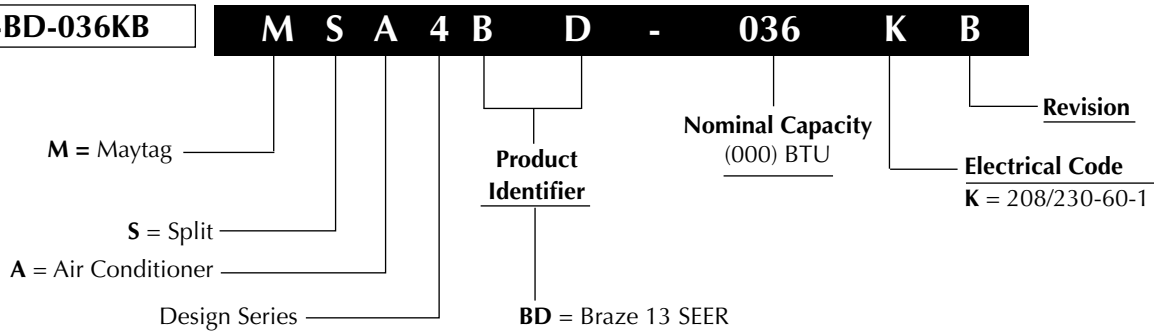 BD-036KB
M S A 4 B D - 036 K B
Revision
Nominal Capacity
(000) BTU
M = Maytag
Product
Identifier
Electrical Code
K = 208/230-60-1
S = Split
A = Air Conditioner
Design Series
BD = Braze 13 SEER